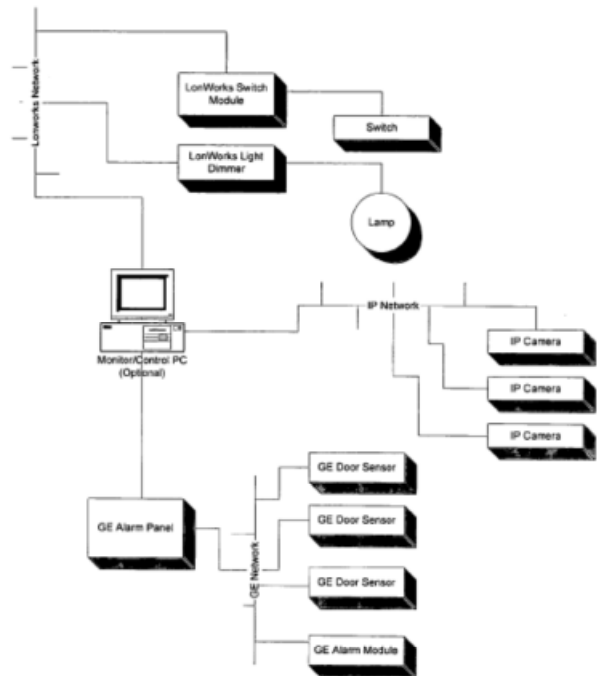 Lonworks Network
LonWorks Switch
Module
Switch
LonWorks Light
Dimmer
Lamp
IP Network
Monitor/Control PC
(Optional)
IP Camera
IP Camera
IP Camera
GE Alarm Panel
GE Network
GE Door Sensor
GE Door Sensor
GE Door Sensor
GE Alarm Module